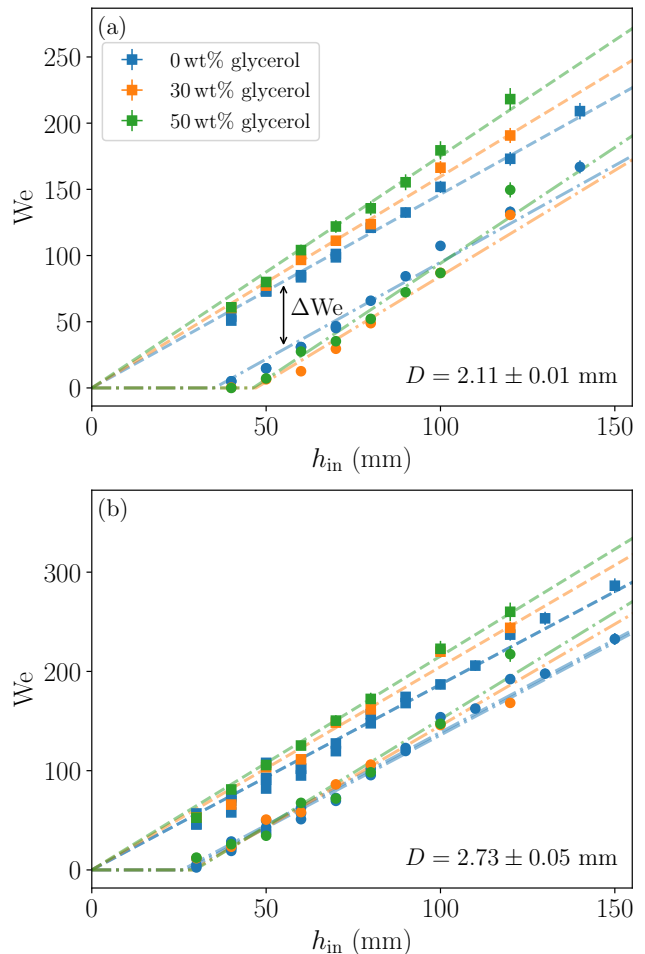 (a)
0 wt% glycerol
30 wt% glycerol
50 wt% glycerol
250
200
150
100
50
0
We
ΔWe
D = 2.11 ± 0.01 mm
0 50 100 150
h_in (mm)
(b)
300
200
100
0
We
D = 2.73 ± 0.05 mm
0 50 100 150
h_in (mm)